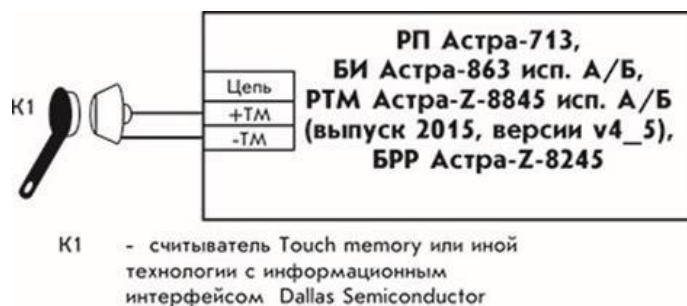 РП Астра-713,
БИ Астра-863 исп. А/Б,
РТМ Астра-Z-8845 исп. А/Б
(выпуск 2015, версии v4_5),
БРР Астра-Z-8245
Цепь
+ТМ
-ТМ
К1
К1 - считыватель Touch memory или иной
технологии с информационным
интерфейсом Dallas Semiconductor